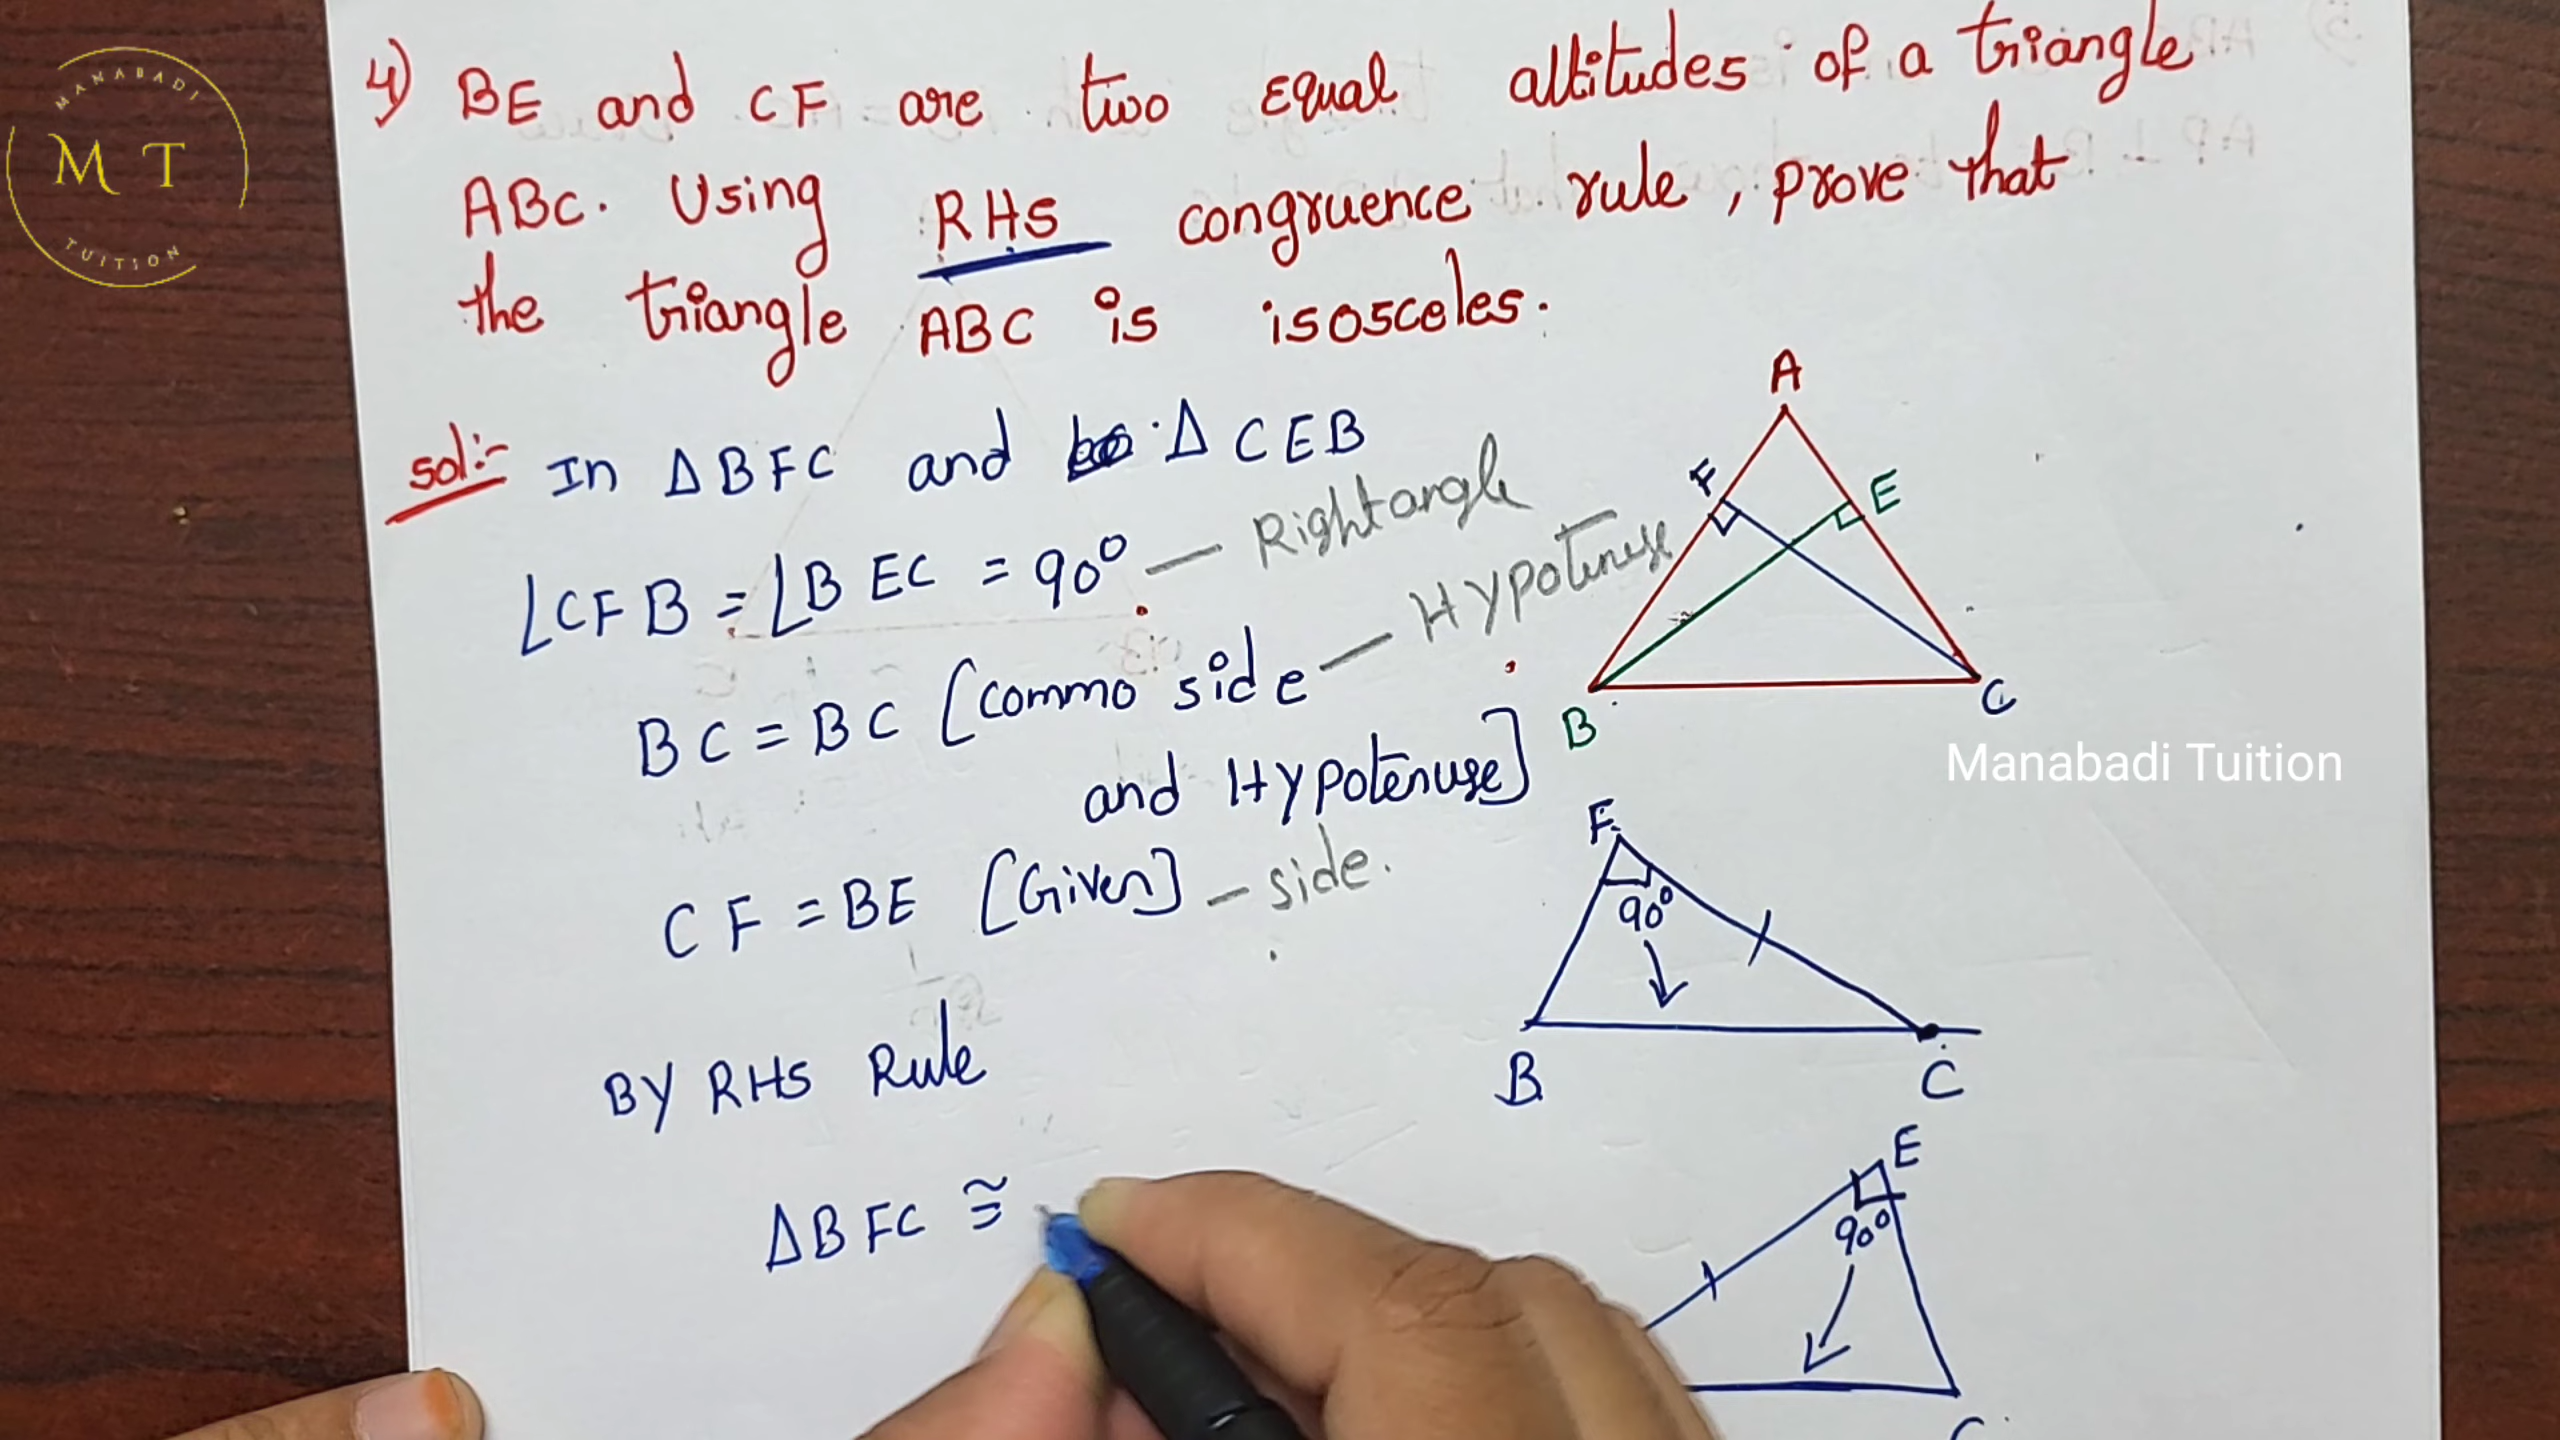 MANABADI
M T
TUITION
4) BE and CF are two equal altitudes of a triangle
ABC. Using RHS congruence rule, prove that
the triangle ABC is isosceles.
Sol:- In ΔBFC and ΔCEB
∠CFB = ∠BEC = 90° — Right angle
BC = BC [commo side — Hypotenuse
and Hypotenuse]
CF = BE [Given] - side.
By RHS Rule
ΔBFC ≅
A
F
E
B
C
Manabadi Tuition
F
90°
B
C
E
90°